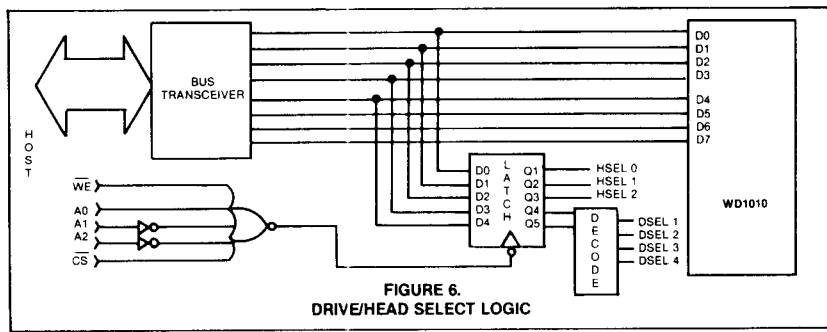 HOST
BUS
TRANSCEIVER
D0
D1
D2
D3
D4
D5
D6
D7
WD1010
WE
A0
A1
A2
CS
D0
D1
D2
D3
D4
LATCH
Q1
Q2
Q3
Q4
Q5
HSEL 0
HSEL 1
HSEL 2
DECODE
DSEL 1
DSEL 2
DSEL 3
DSEL 4
FIGURE 6.
DRIVE/HEAD SELECT LOGIC